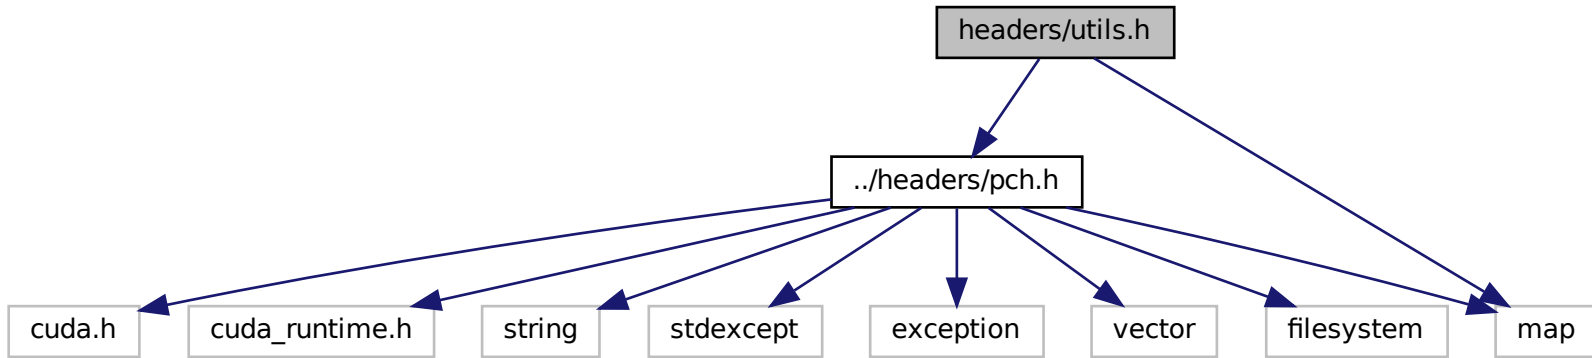 headers/utils.h
../headers/pch.h
cuda.h
cuda_runtime.h
string
stdexcept
exception
vector
filesystem
map